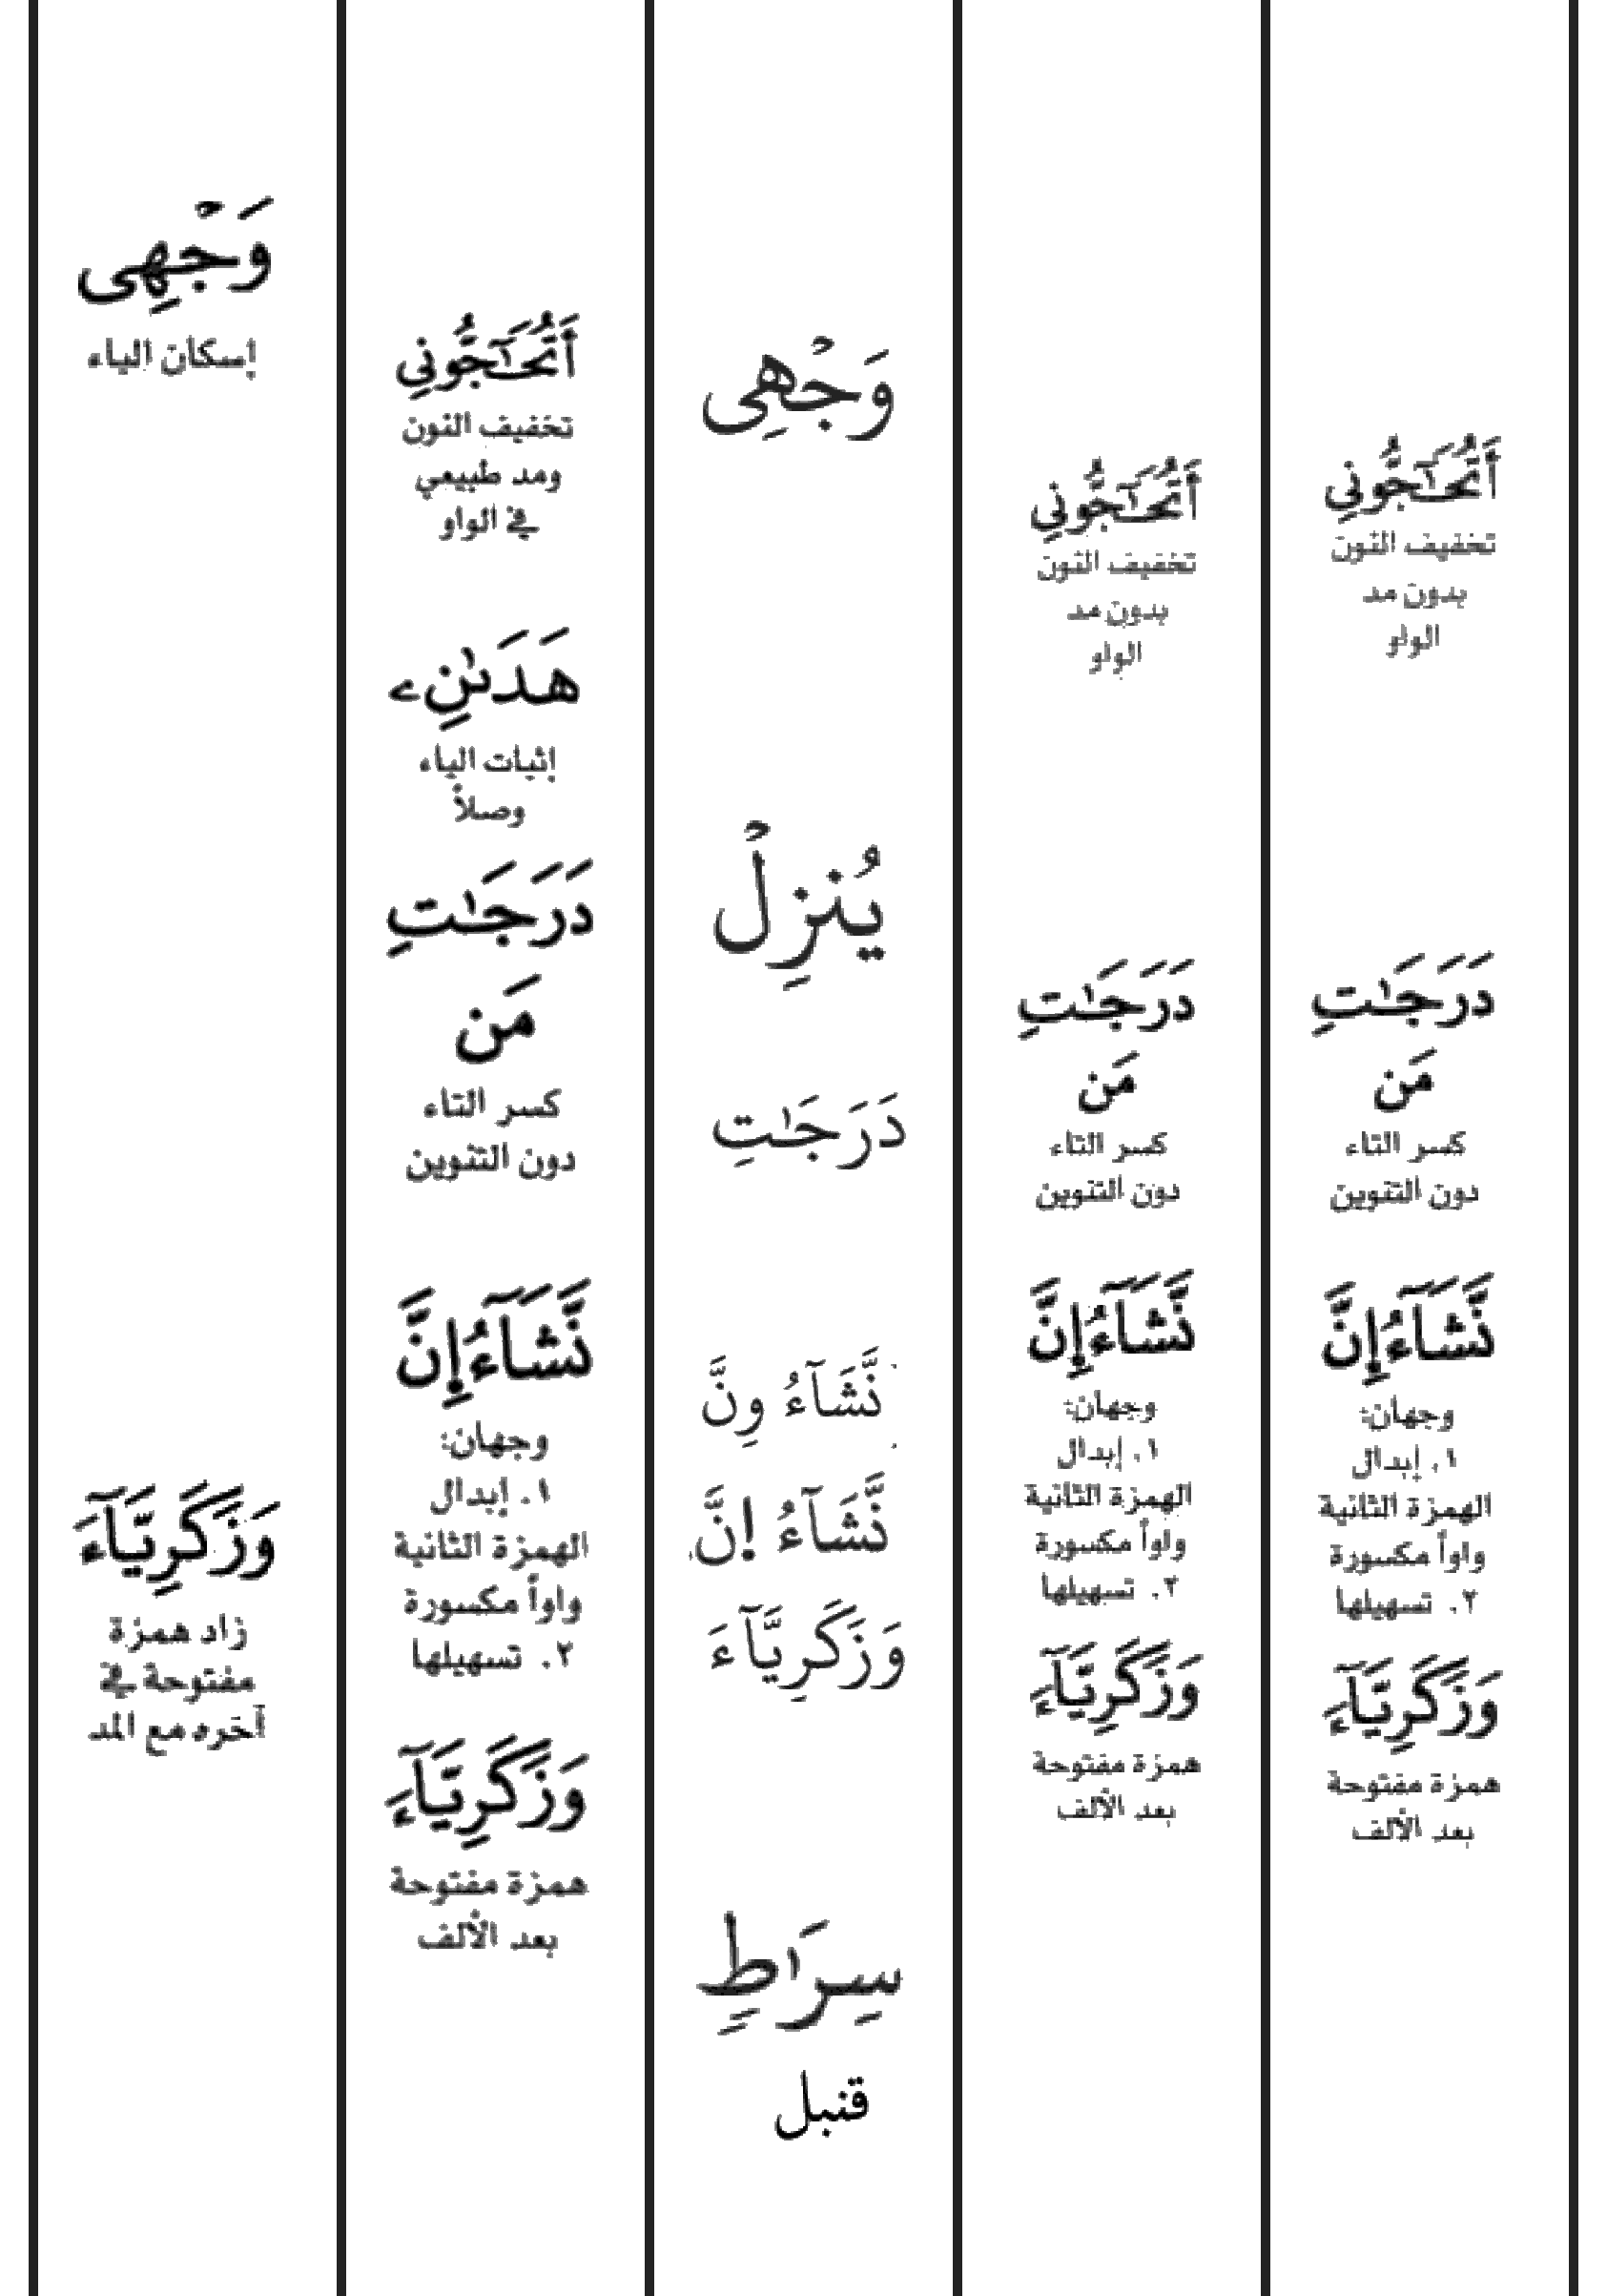 أَتُحَٰٓجُّونِي
تخفيف النون
بدون مد
الواو
دَرَجَٰتِ
مَن
كسر التاء
دون التنوين
نَّشَآءُ إِنَّ
وجهان:
١. إبدال
الهمزة الثانية
واواً مكسورة
٢. تسهيلها
وَزَكَرِيَّآءَ
همزة مفتوحة
بعد الألف
أَتُحَٰٓجُّونِي
تخفيف النون
بدون مد
الواو
دَرَجَٰتِ
مَن
كسر التاء
دون التنوين
نَّشَآءُ إِنَّ
وجهان:
١. إبدال
الهمزة الثانية
واواً مكسورة
٢. تسهيلها
وَزَكَرِيَّآءَ
همزة مفتوحة
بعد الألف
وَجْهِى
يُنزِلْ
دَرَجَٰتِ
نَّشَآءُ وِنَّ
نَّشَآءُ اِنَّ
وَزَكَرِيَّآءَ
سِرَٰطٍ
قنبل
أَتُحَٰٓجُّونِي
تخفيف النون
ومد طبيعي
في الواو
هَدَىٰنِۦ
إثبات الياء
وصلاً
دَرَجَٰتِ
مَن
كسر التاء
دون التنوين
نَّشَآءُ إِنَّ
وجهان:
١. إبدال
الهمزة الثانية
واواً مكسورة
٢. تسهيلها
وَزَكَرِيَّآءَ
همزة مفتوحة
بعد الألف
وَجْهِى
إسكان الياء
وَزَكَرِيَّآءَ
زاد همزة
مفتوحة في
آخره مع المد